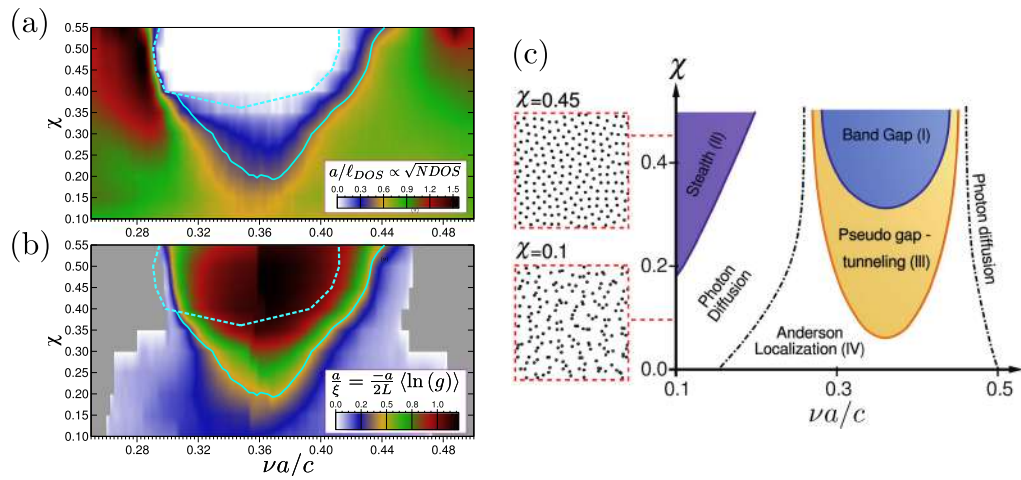 (a)
χ
0.55
0.50
0.45
0.40
0.35
0.30
0.25
0.20
0.15
0.10
a/ℓ_DOS ∝ √NDOS
0.0 0.3 0.6 0.9 1.2 1.5
0.28 0.32 0.36 0.40 0.44 0.48
(b)
χ
0.55
0.50
0.45
0.40
0.35
0.30
0.25
0.20
0.15
0.10
a/ξ = −a/2L ⟨ln (g)⟩
0.0 0.2 0.5 0.8 1.0
0.28 0.32 0.36 0.40 0.44 0.48
νa/c
(c)
χ=0.45
χ=0.1
χ
0.4
0.2
0.0
Stealth (II)
Photon
Diffusion
Anderson
Localization (IV)
Band Gap (I)
Pseudo gap -
tunneling (III)
Photon diffusion
0.1 0.3 0.5
νa/c